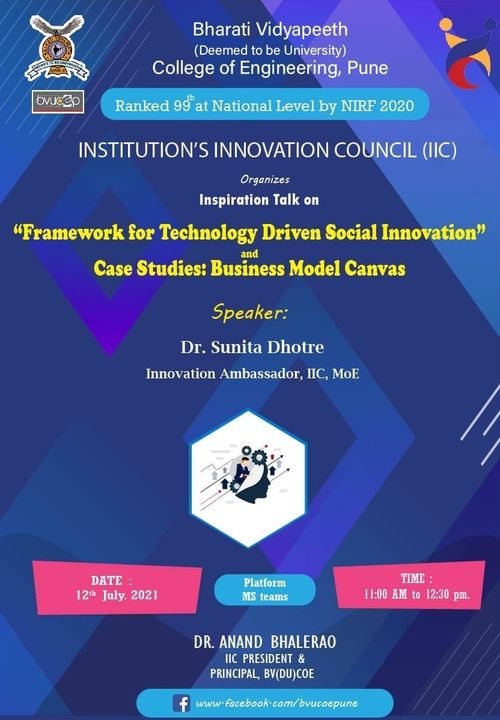 Bharati Vidyapeeth
(Deemed to be University)
College of Engineering, Pune
bvucoep
Ranked 99th at National Level by NIRF 2020
INSTITUTION'S INNOVATION COUNCIL (IIC)
Organizes
Inspiration Talk on
“Framework for Technology Driven Social Innovation”
and
Case Studies: Business Model Canvas
Speaker:
Dr. Sunita Dhotre
Innovation Ambassador, IIC, MoE
DATE :
12th July. 2021
Platform
MS teams
TIME :
11:00 AM to 12:30 pm.
DR. ANAND BHALERAO
IIC PRESIDENT &
PRINCIPAL, BV(DU)COE
www.facebook.com/bvucoepune